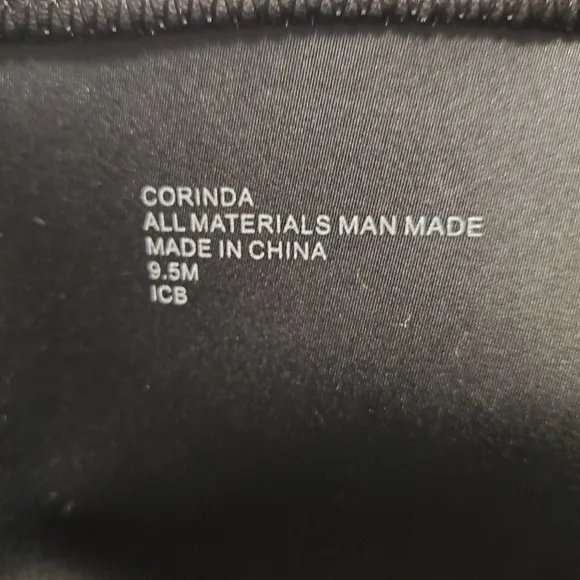 CORINDA
ALL MATERIALS MAN MADE
MADE IN CHINA
9.5M
ICB